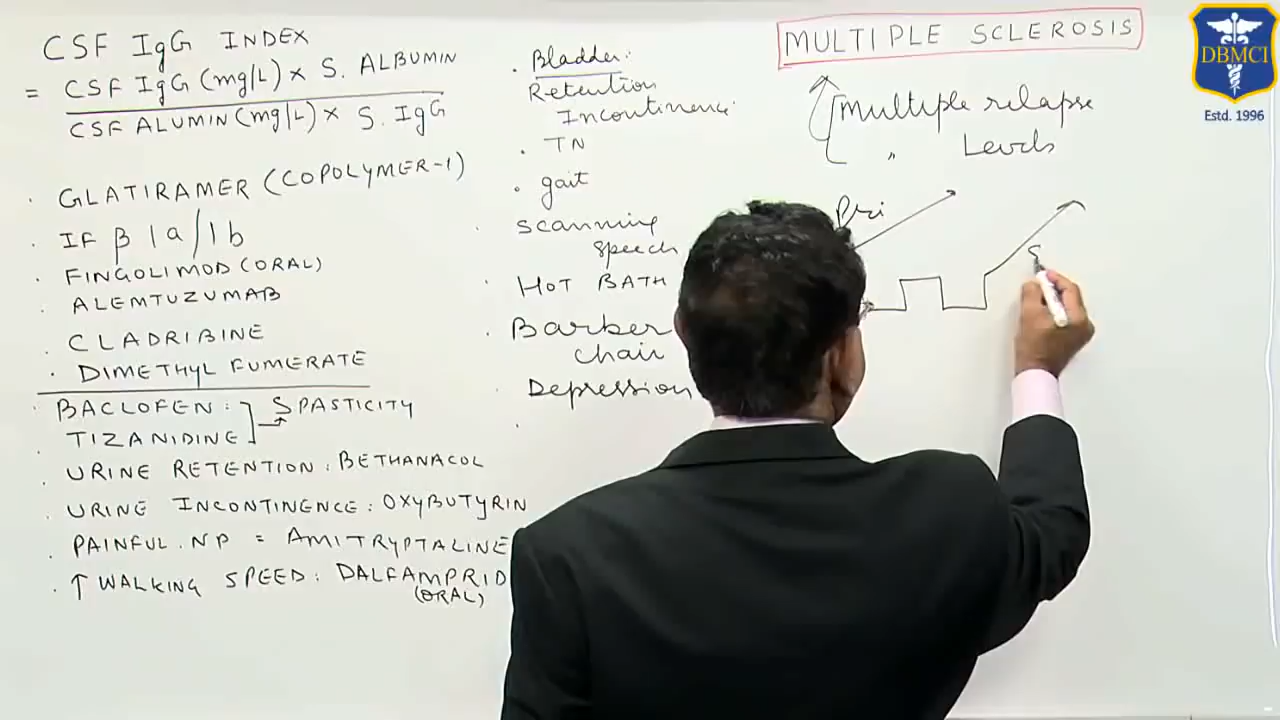 CSF IgG INDEX
= CSF IgG (mg/L) x S. ALBUMIN
CSF ALUMIN (mg/L) x S. IgG
. GLATIRAMER (COPOLYMER-1)
. IF β 1a/1b
. FINGOLIMOD (ORAL)
. ALEMTUZUMAB
. CLADRIBINE
. DIMETHYL FUMERATE
. BACLOFEN : ] → SPASTICITY
. TIZANIDINE
. URINE RETENTION : BETHANACOL
. URINE INCONTINENCE : OXYBUTYRIN
. PAINFUL . NP = AMITRYPTALINE
. ↑ WALKING SPEED : DALFAMPRID
(ORAL)
. Bladder :
Retention
Incontinence
. TN
. gait
. Scanning
speech
. HOT BATH
. Barber
chair
. Depression
.
MULTIPLE SCLEROSIS
Multiple relapse
" Levels
Pri
S
DBMCI
Estd. 1996